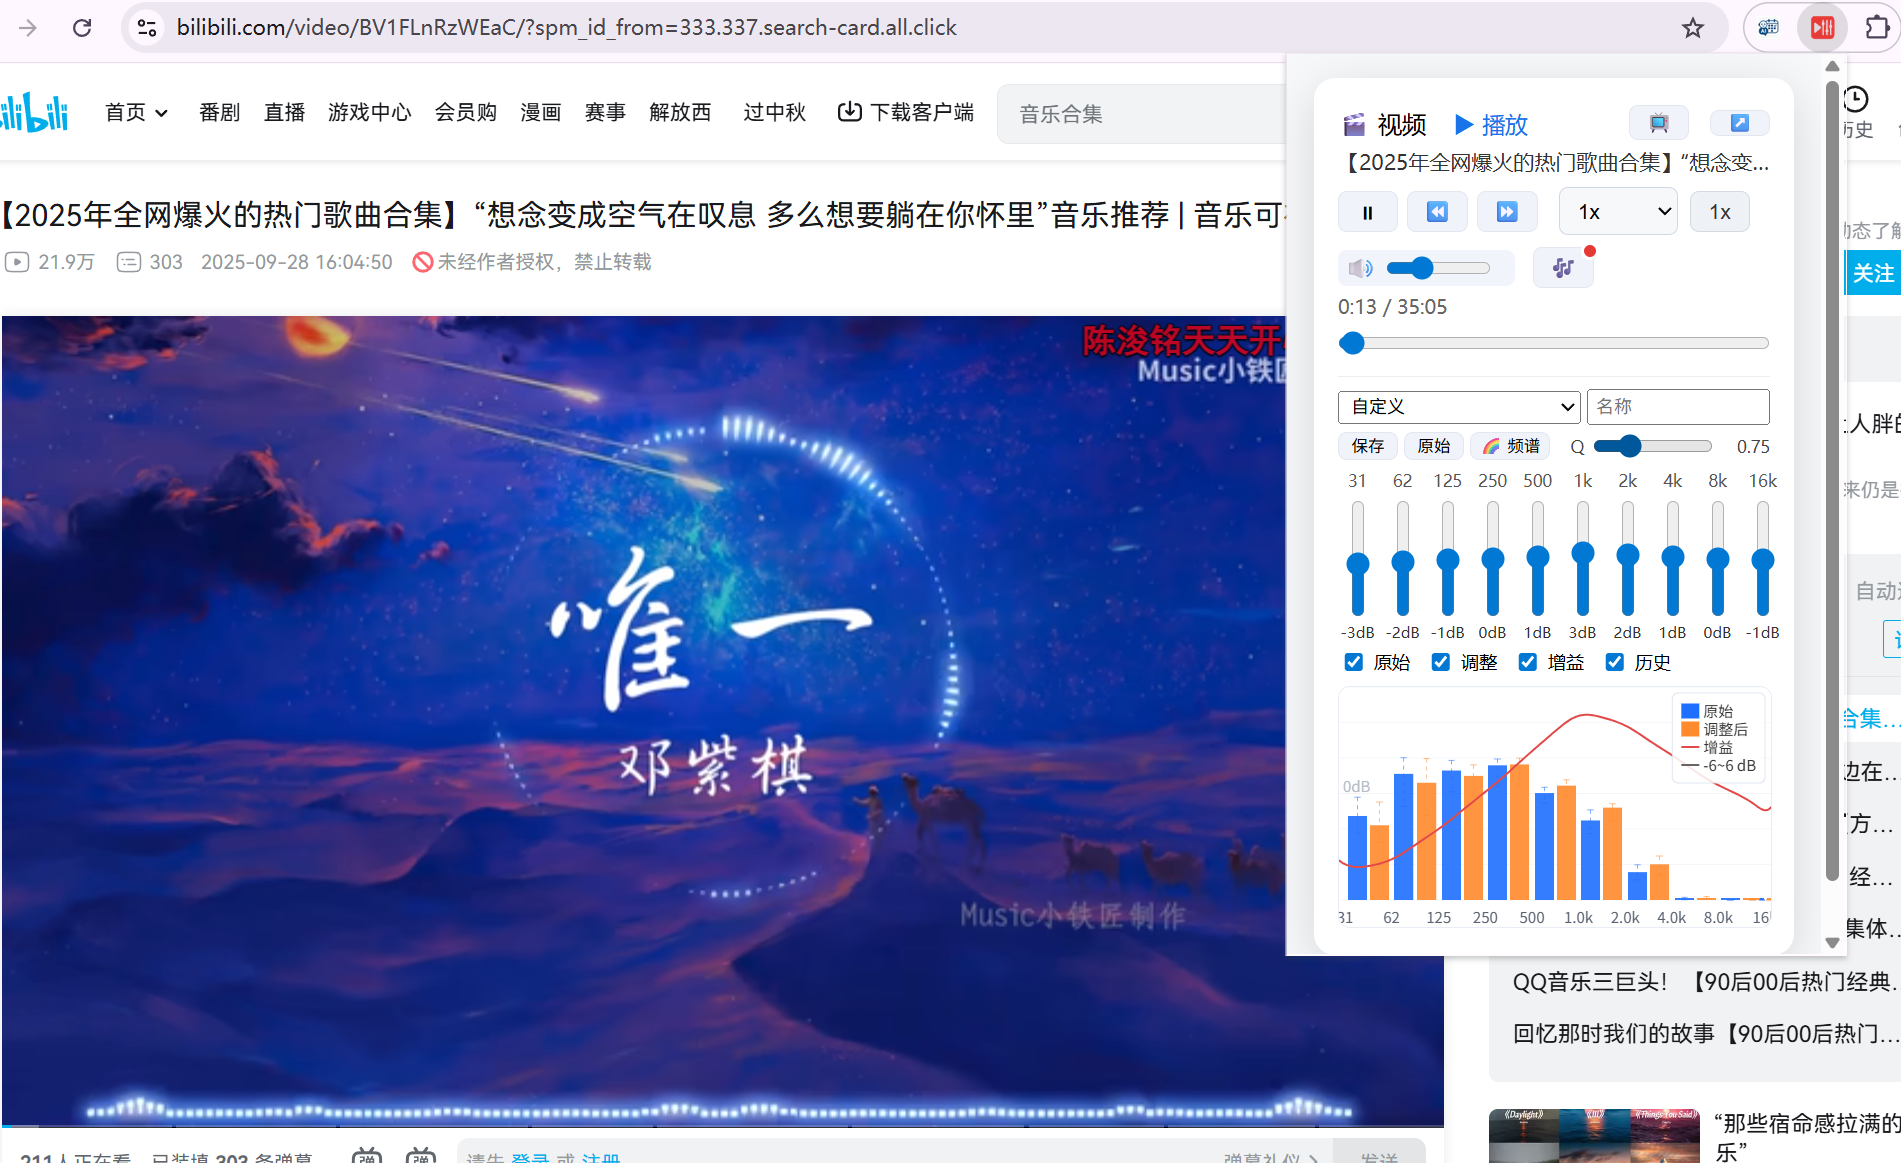 bilibili.com/video/BV1FLnRzWEaC/?spm_id_from=333.337.search-card.all.click
bilibili
首页 番剧 直播 游戏中心 会员购 漫画 赛事 解放西 过中秋 下载客户端
音乐合集
历史
【2025年全网爆火的热门歌曲合集】“想念变成空气在叹息 多么想要躺在你怀里”音乐推荐 | 音乐可
21.9万 303 2025-09-28 16:04:50 未经作者授权，禁止转载
陈浚铭天天开
Music小铁匠
唯一
邓紫棋
Music小铁匠制作
211人正在看，已装填 303 条弹幕
弹 弹
请先 登录 或 注册
弹幕礼仪 >
发送
视频 播放
【2025年全网爆火的热门歌曲合集】“想念变...
1x 1x
0:13 / 35:05
自定义 名称
保存 原始 频谱 Q 0.75
31 62 125 250 500 1k 2k 4k 8k 16k
-3dB -2dB -1dB 0dB 1dB 3dB 2dB 1dB 0dB -1dB
原始 调整 增益 历史
原始
调整后
增益
-6~6 dB
0dB
31 62 125 250 500 1.0k 2.0k 4.0k 8.0k 16
动态了解
关注
人胖的
来仍是
自动
合集...
边在...
方...
经...
集体...
QQ音乐三巨头！【90后00后热门经典...
回忆那时我们的故事【90后00后热门...
《Daylight》 《III》 《Things You Said》
“那些宿命感拉满的
乐”